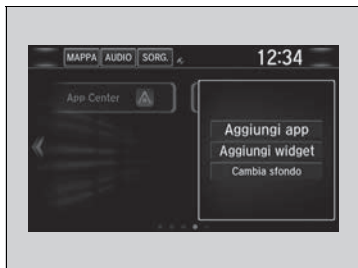 MAPPA AUDIO SORG. 12:34
App Center
Aggiungi app
Aggiungi widget
Cambia sfondo